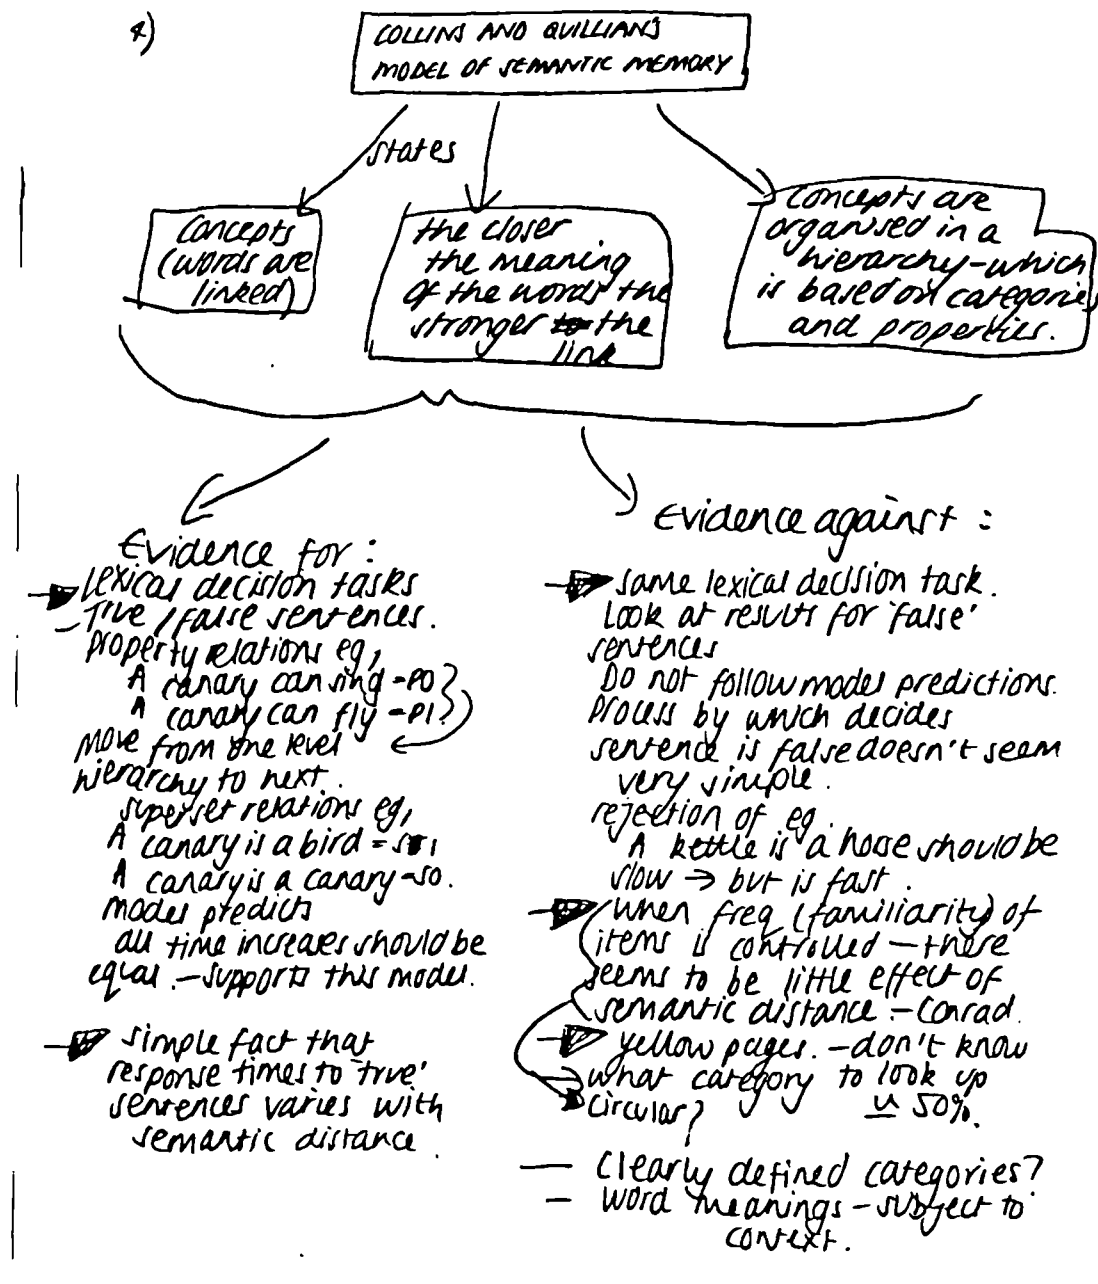 4)
COLLINS AND QUILLIAN'S
MODEL OF SEMANTIC MEMORY
states
Concepts
(words are
linked)
the closer
the meaning
of the words the
stronger the
link
Concepts are
organised in a
hierarchy - which
is based on categories
and properties.
Evidence for:
Lexical decision tasks
- True / false sentences.
property relations eg,
A canary can sing - P0
A canary can fly - P1
move from one level
hierarchy to next.
superset relations eg,
A canary is a bird = S1
A canary is a canary - S0.
model predicts
all time increases should be
equal. - supports this model.
simple fact that
response times to 'true'
sentences varies with
semantic distance.
Evidence against:
same lexical decision task.
Look at results for 'false'
sentences
Do not follow model predictions.
Process by which decides
sentence is false doesn't seem
very simple.
rejection of eg.
A kettle is a horse should be
slow → but is fast.
when freq (familiarity) of
items is controlled - there
seems to be little effect of
semantic distance - Conrad.
yellow pages. - don't know
what category to look up
circular?
50%.
- Clearly defined categories?
- word meanings - subject to
context.